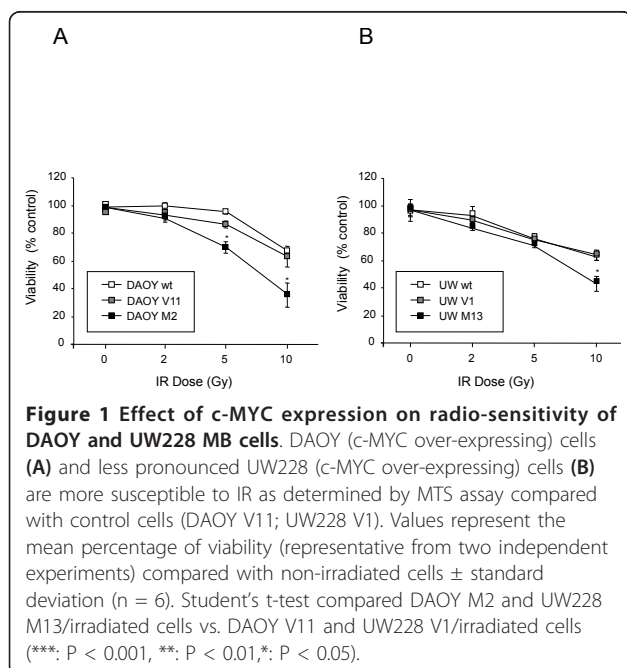 A
B
120
100
80
60
40
20
0
Viability (% control)
*
*
DAOY wt
DAOY V11
DAOY M2
0 2 5 10
IR Dose (Gy)
120
100
80
60
40
20
0
Viability (% control)
*
UW wt
UW V1
UW M13
0 2 5 10
IR Dose (Gy)
Figure 1 Effect of c-MYC expression on radio-sensitivity of
DAOY and UW228 MB cells. DAOY (c-MYC over-expressing) cells
(A) and less pronounced UW228 (c-MYC over-expressing) cells (B)
are more susceptible to IR as determined by MTS assay compared
with control cells (DAOY V11; UW228 V1). Values represent the
mean percentage of viability (representative from two independent
experiments) compared with non-irradiated cells ± standard
deviation (n = 6). Student's t-test compared DAOY M2 and UW228
M13/irradiated cells vs. DAOY V11 and UW228 V1/irradiated cells
(***: P < 0.001, **: P < 0.01,*: P < 0.05).